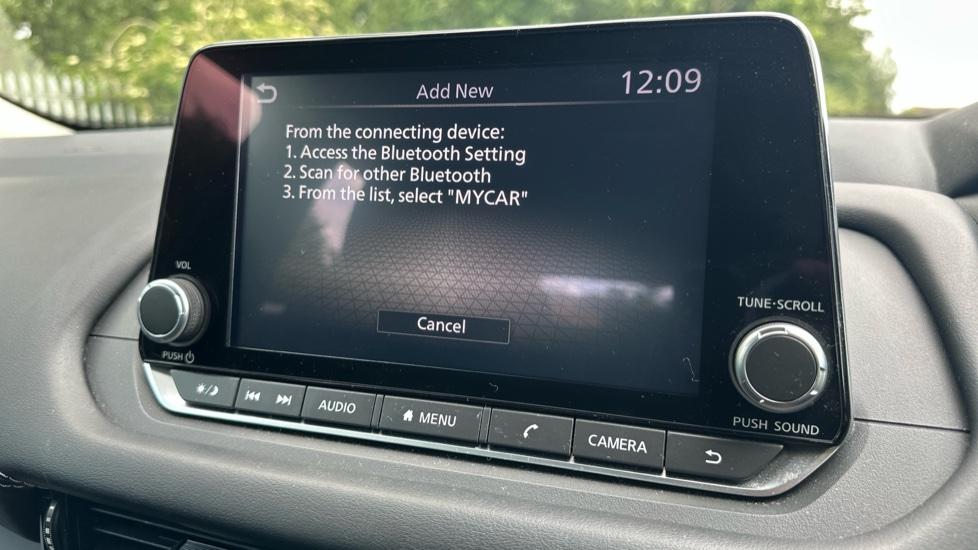 Add New
12:09
From the connecting device:
1. Access the Bluetooth Setting
2. Scan for other Bluetooth
3. From the list, select "MYCAR"
Cancel
VOL
PUSH
TUNE·SCROLL
PUSH SOUND
AUDIO
MENU
CAMERA